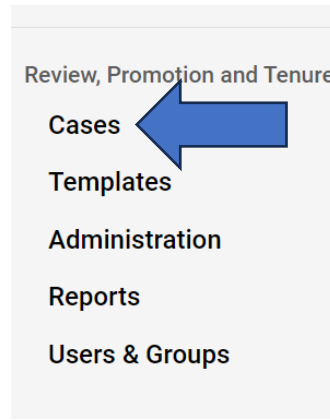 Review, Promotion and Tenure
Cases
Templates
Administration
Reports
Users & Groups